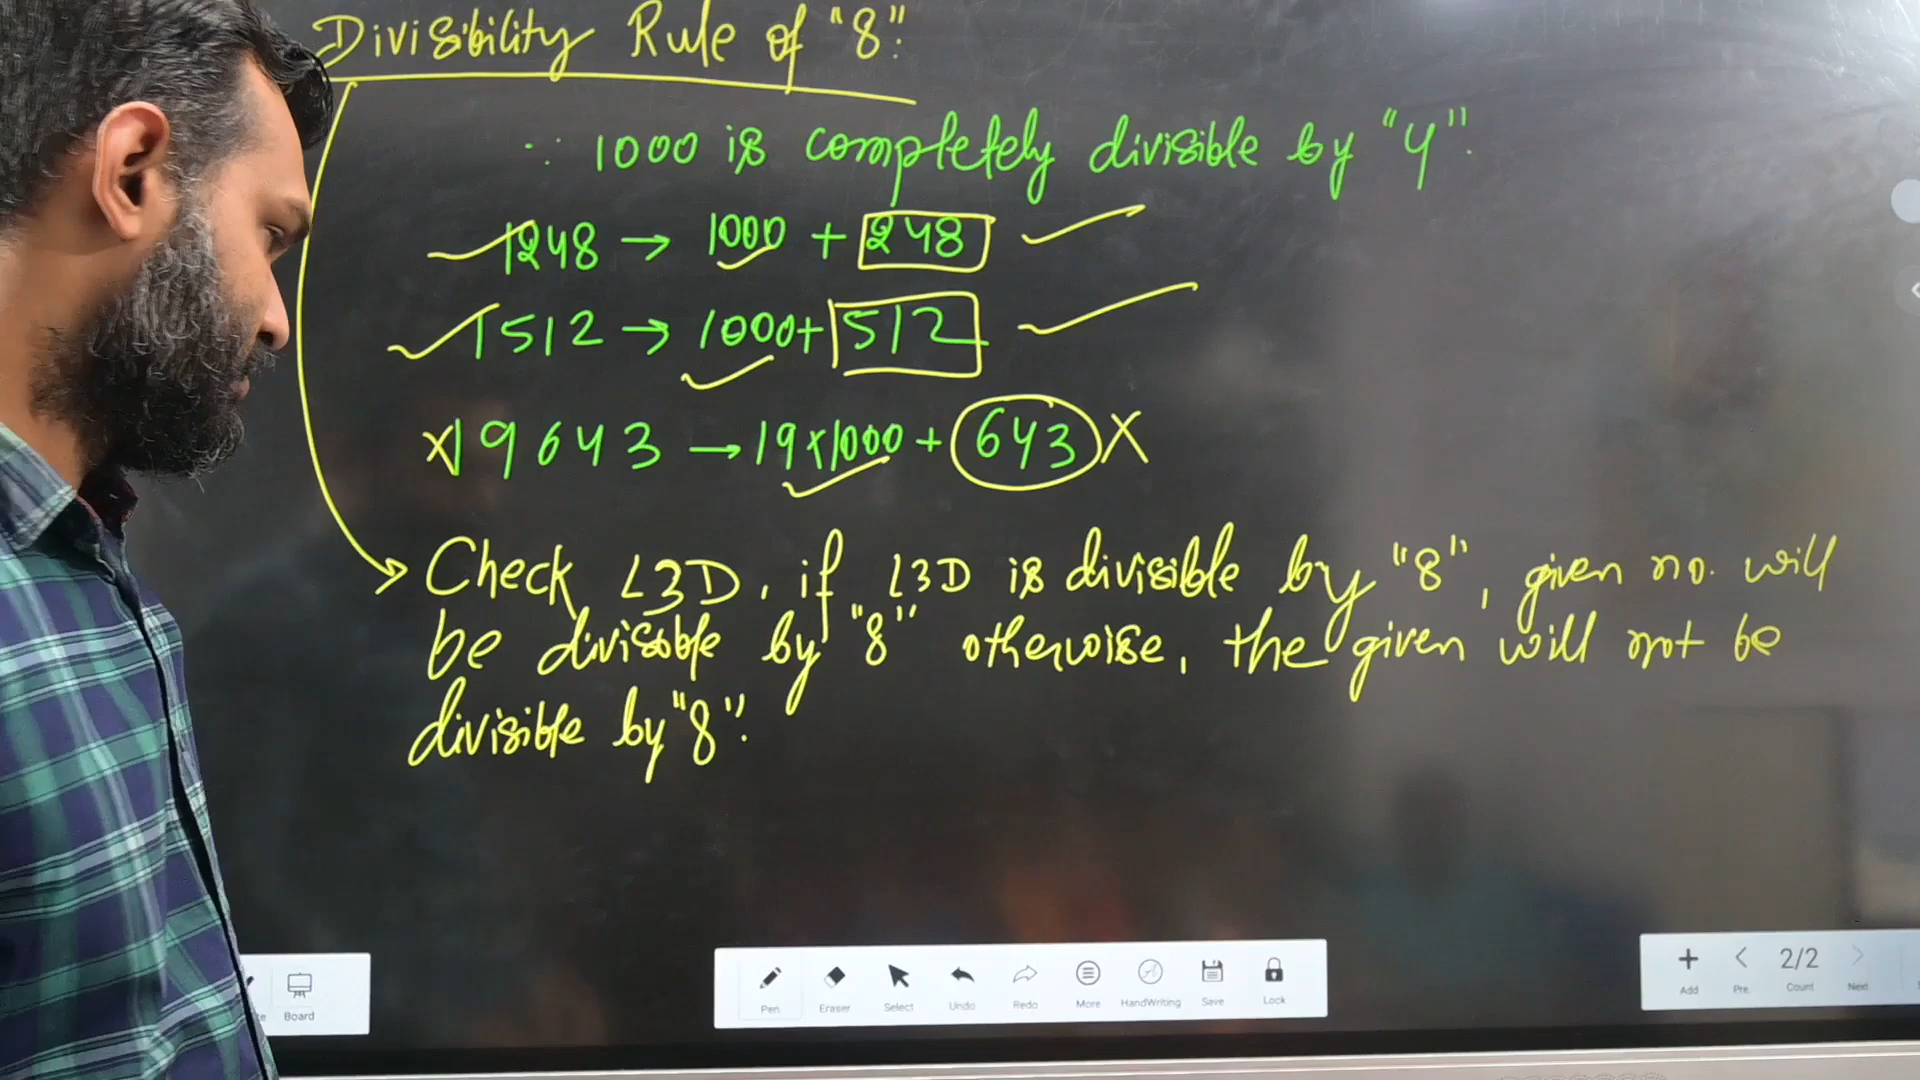 Divisibility Rule of "8".
∵ 1000 is completely divisible by "4".
1248 → 1000 + 248
1512 → 1000+ 512
X19643 → 19x1000 + 643 X
Check L3D, if L3D is divisible by "8", given no. will
be divisible by "8" otherwise, the given will not be
divisible by "8".
Board
Pen Eraser Select Undo Redo More HandWriting Save Lock
2/2
Add Pre. Count Next